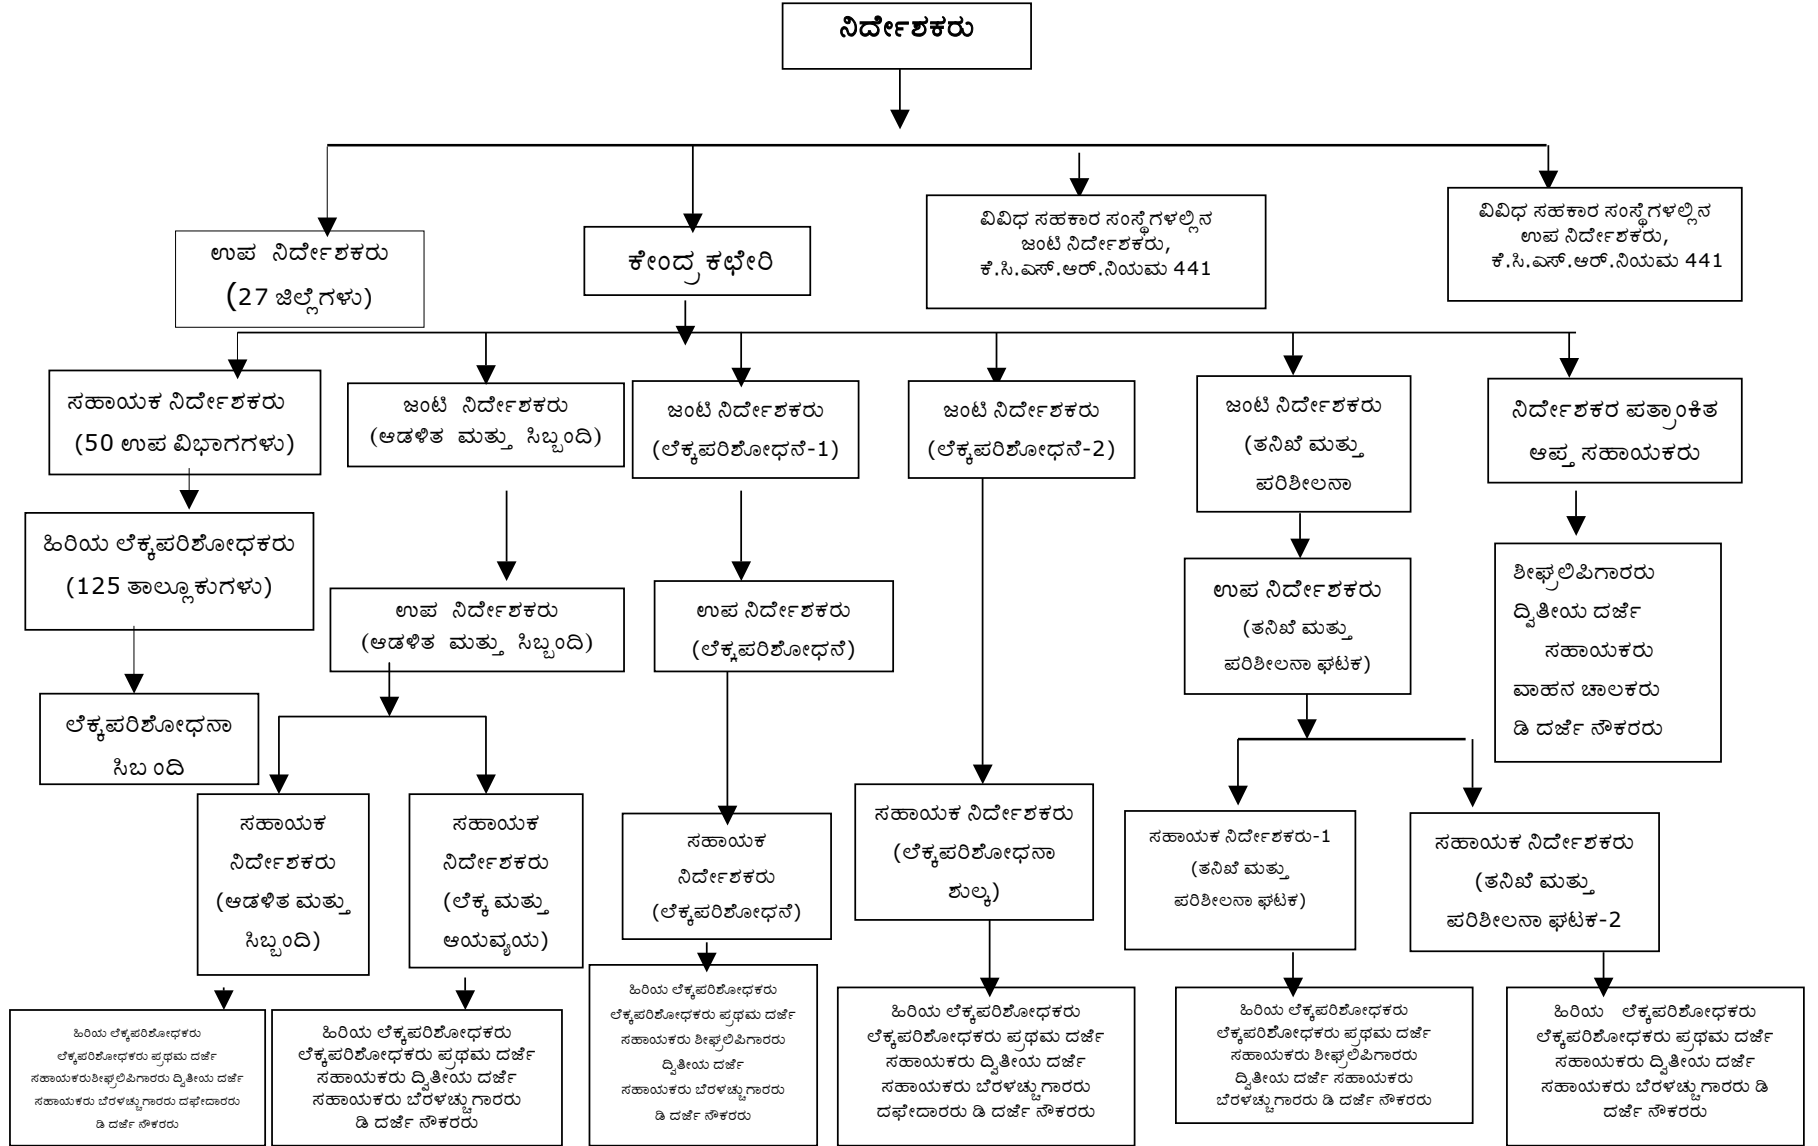 ನಿರ್ದೇಶಕರು
ಉಪ ನಿರ್ದೇಶಕರು
(27 ಜಿಲ್ಲೆಗಳು)
ಕೇಂದ್ರ ಕಛೇರಿ
ವಿವಿಧ ಸಹಕಾರ ಸಂಸ್ಥೆಗಳಲ್ಲಿನ
ಜಂಟಿ ನಿರ್ದೇಶಕರು,
ಕೆ.ಸಿ.ಎಸ್.ಆರ್.ನಿಯಮ 441
ವಿವಿಧ ಸಹಕಾರ ಸಂಸ್ಥೆಗಳಲ್ಲಿನ
ಉಪ ನಿರ್ದೇಶಕರು,
ಕೆ.ಸಿ.ಎಸ್.ಆರ್.ನಿಯಮ 441
ಸಹಾಯಕ ನಿರ್ದೇಶಕರು
(50 ಉಪ ವಿಭಾಗಗಳು)
ಜಂಟಿ ನಿರ್ದೇಶಕರು
(ಆಡಳಿತ ಮತ್ತು ಸಿಬ್ಬಂದಿ)
ಜಂಟಿ ನಿರ್ದೇಶಕರು
(ಲೆಕ್ಕಪರಿಶೋಧನೆ-1)
ಜಂಟಿ ನಿರ್ದೇಶಕರು
(ಲೆಕ್ಕಪರಿಶೋಧನೆ-2)
ಜಂಟಿ ನಿರ್ದೇಶಕರು
(ತನಿಖೆ ಮತ್ತು
ಪರಿಶೀಲನಾ
ನಿರ್ದೇಶಕರ ಪತ್ರಾಂಕಿತ
ಆಪ್ತ ಸಹಾಯಕರು
ಹಿರಿಯ ಲೆಕ್ಕಪರಿಶೋಧಕರು
(125 ತಾಲ್ಲೂಕುಗಳು)
ಉಪ ನಿರ್ದೇಶಕರು
(ಆಡಳಿತ ಮತ್ತು ಸಿಬ್ಬಂದಿ)
ಉಪ ನಿರ್ದೇಶಕರು
(ಲೆಕ್ಕಪರಿಶೋಧನೆ)
ಉಪ ನಿರ್ದೇಶಕರು
(ತನಿಖೆ ಮತ್ತು
ಪರಿಶೀಲನಾ ಘಟಕ)
ಶೀಘ್ರಲಿಪಿಗಾರರು
ದ್ವಿತೀಯ ದರ್ಜೆ
ಸಹಾಯಕರು
ವಾಹನ ಚಾಲಕರು
ಡಿ ದರ್ಜೆ ನೌಕರರು
ಲೆಕ್ಕಪರಿಶೋಧನಾ
ಸಿಬ ಂದಿ
ಸಹಾಯಕ
ನಿರ್ದೇಶಕರು
(ಆಡಳಿತ ಮತ್ತು
ಸಿಬ್ಬಂದಿ)
ಸಹಾಯಕ
ನಿರ್ದೇಶಕರು
(ಲೆಕ್ಕ ಮತ್ತು
ಆಯವ್ಯಯ)
ಸಹಾಯಕ
ನಿರ್ದೇಶಕರು
(ಲೆಕ್ಕಪರಿಶೋಧನೆ)
ಸಹಾಯಕ ನಿರ್ದೇಶಕರು
(ಲೆಕ್ಕಪರಿಶೋಧನಾ
ಶುಲ್ಕ)
ಸಹಾಯಕ ನಿರ್ದೇಶಕರು-1
(ತನಿಖೆ ಮತ್ತು
ಪರಿಶೀಲನಾ ಘಟಕ)
ಸಹಾಯಕ ನಿರ್ದೇಶಕರು
(ತನಿಖೆ ಮತ್ತು
ಪರಿಶೀಲನಾ ಘಟಕ-2
ಹಿರಿಯ ಲೆಕ್ಕಪರಿಶೋಧಕರು
ಲೆಕ್ಕಪರಿಶೋಧಕರು ಪ್ರಥಮ ದರ್ಜೆ
ಸಹಾಯಕರುಶೀಘ್ರಲಿಪಿಗಾರರು ದ್ವಿತೀಯ ದರ್ಜೆ
ಸಹಾಯಕರು ಬೆರಳಚ್ಚುಗಾರರು ದಫೇದಾರರು
ಡಿ ದರ್ಜೆ ನೌಕರರು
ಹಿರಿಯ ಲೆಕ್ಕಪರಿಶೋಧಕರು
ಲೆಕ್ಕಪರಿಶೋಧಕರು ಪ್ರಥಮ ದರ್ಜೆ
ಸಹಾಯಕರು ದ್ವಿತೀಯ ದರ್ಜೆ
ಸಹಾಯಕರು ಬೆರಳಚ್ಚುಗಾರರು
ಡಿ ದರ್ಜೆ ನೌಕರರು
ಹಿರಿಯ ಲೆಕ್ಕಪರಿಶೋಧಕರು
ಲೆಕ್ಕಪರಿಶೋಧಕರು ಪ್ರಥಮ ದರ್ಜೆ
ಸಹಾಯಕರು ಶೀಘ್ರಲಿಪಿಗಾರರು
ದ್ವಿತೀಯ ದರ್ಜೆ
ಸಹಾಯಕರು ಬೆರಳಚ್ಚುಗಾರರು
ಡಿ ದರ್ಜೆ ನೌಕರರು
ಹಿರಿಯ ಲೆಕ್ಕಪರಿಶೋಧಕರು
ಲೆಕ್ಕಪರಿಶೋಧಕರು ಪ್ರಥಮ ದರ್ಜೆ
ಸಹಾಯಕರು ದ್ವಿತೀಯ ದರ್ಜೆ
ಸಹಾಯಕರು ಬೆರಳಚ್ಚುಗಾರರು
ದಫೇದಾರರು ಡಿ ದರ್ಜೆ ನೌಕರರು
ಹಿರಿಯ ಲೆಕ್ಕಪರಿಶೋಧಕರು
ಲೆಕ್ಕಪರಿಶೋಧಕರು ಪ್ರಥಮ ದರ್ಜೆ
ಸಹಾಯಕರು ಶೀಘ್ರಲಿಪಿಗಾರರು
ದ್ವಿತೀಯ ದರ್ಜೆ ಸಹಾಯಕರು
ಬೆರಳಚ್ಚುಗಾರರು ಡಿ ದರ್ಜೆ ನೌಕರರು
ಹಿರಿಯ ಲೆಕ್ಕಪರಿಶೋಧಕರು
ಲೆಕ್ಕಪರಿಶೋಧಕರು ಪ್ರಥಮ ದರ್ಜೆ
ಸಹಾಯಕರು ದ್ವಿತೀಯ ದರ್ಜೆ
ಸಹಾಯಕರು ಬೆರಳಚ್ಚುಗಾರರು ಡಿ
ದರ್ಜೆ ನೌಕರರು